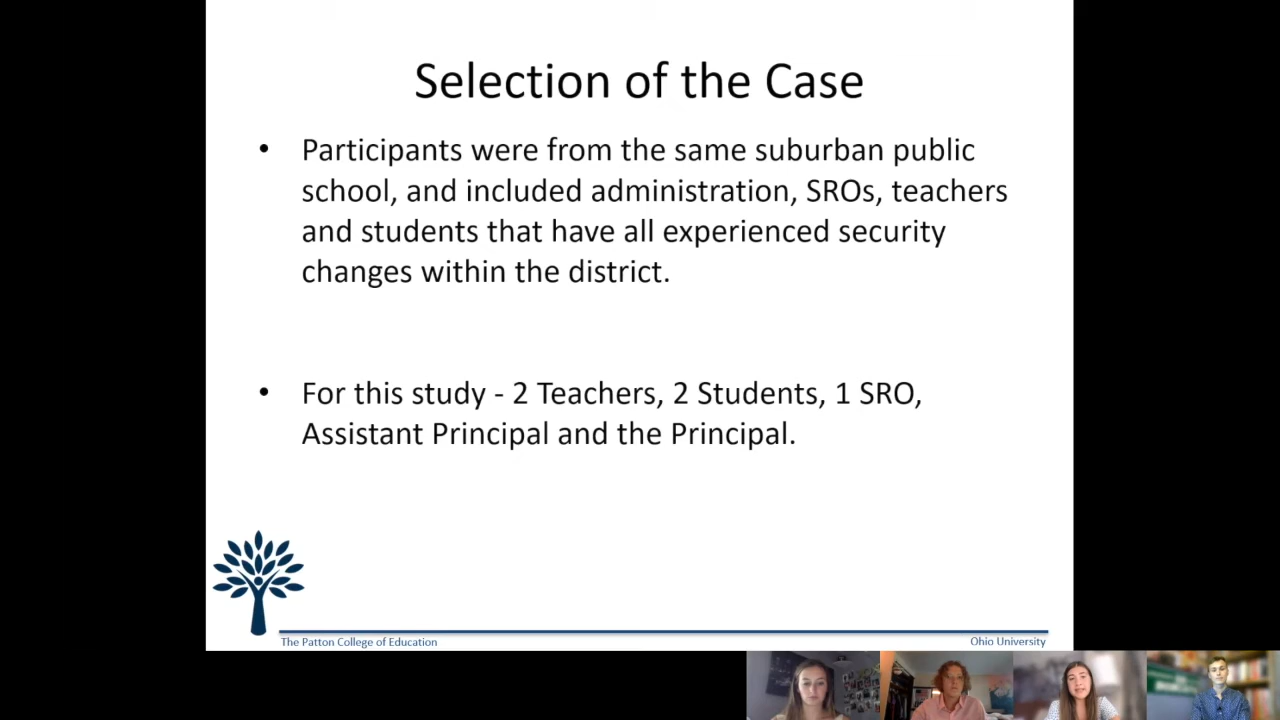 Selection of the Case
• Participants were from the same suburban public
school, and included administration, SROs, teachers
and students that have all experienced security
changes within the district.
• For this study - 2 Teachers, 2 Students, 1 SRO,
Assistant Principal and the Principal.
The Patton College of Education
Ohio University